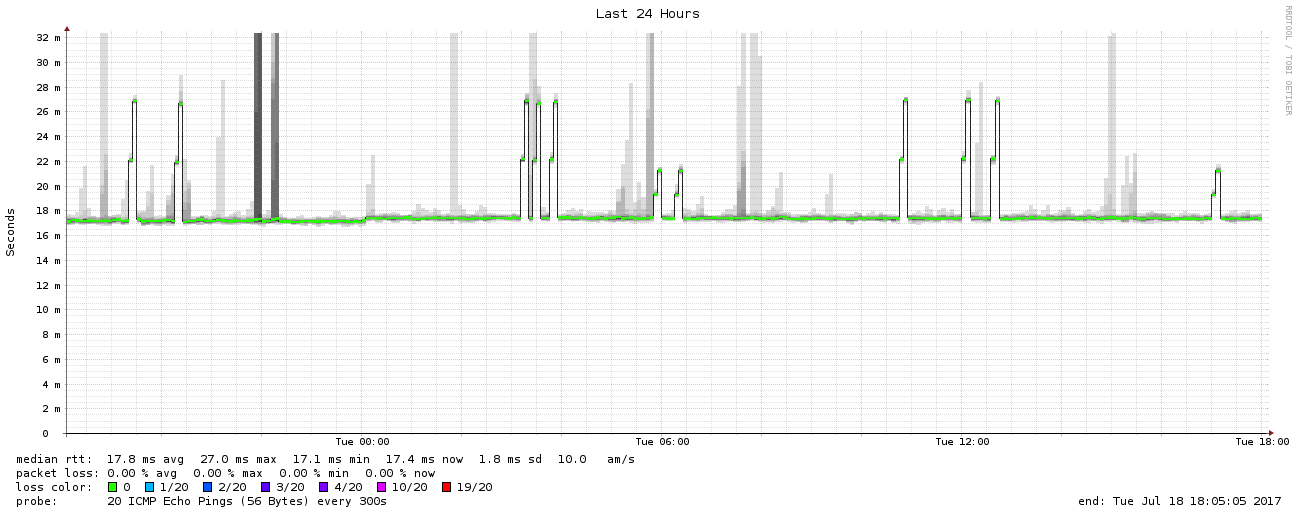 Last 24 Hours
RRDTOOL / TOBI OETIKER
Seconds
32 m
30 m
28 m
26 m
24 m
22 m
20 m
18 m
16 m
14 m
12 m
10 m
8 m
6 m
4 m
2 m
0
Tue 00:00 Tue 06:00 Tue 12:00 Tue 18:00
median rtt: 17.8 ms avg 27.0 ms max 17.1 ms min 17.4 ms now 1.8 ms sd 10.0 am/s
packet loss: 0.00 % avg 0.00 % max 0.00 % min 0.00 % now
loss color: 0 1/20 2/20 3/20 4/20 10/20 19/20
probe: 20 ICMP Echo Pings (56 Bytes) every 300s end: Tue Jul 18 18:05:05 2017